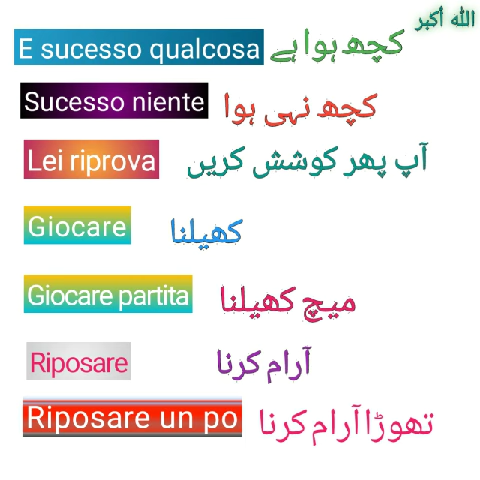 الله أكبر
E sucesso qualcosa کچھ ہوا ہے
Sucesso niente کچھ نہی ہوا
Lei riprova آپ پھر کوشش کریں
Giocare کھیلنا
Giocare partita میچ کھیلنا
Riposare آرام کرنا
Riposare un po تھوڑا آرام کرنا